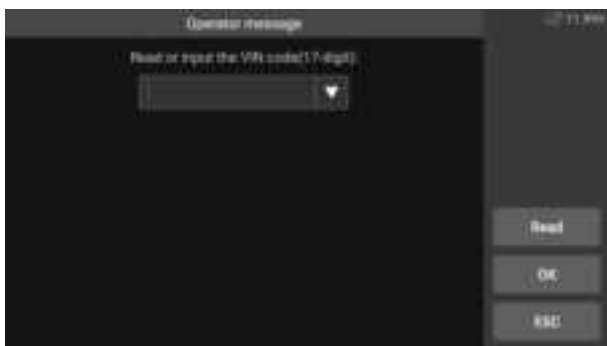 Operator message
Read or input the VIN code(17-digit):
Read
OK
ESC